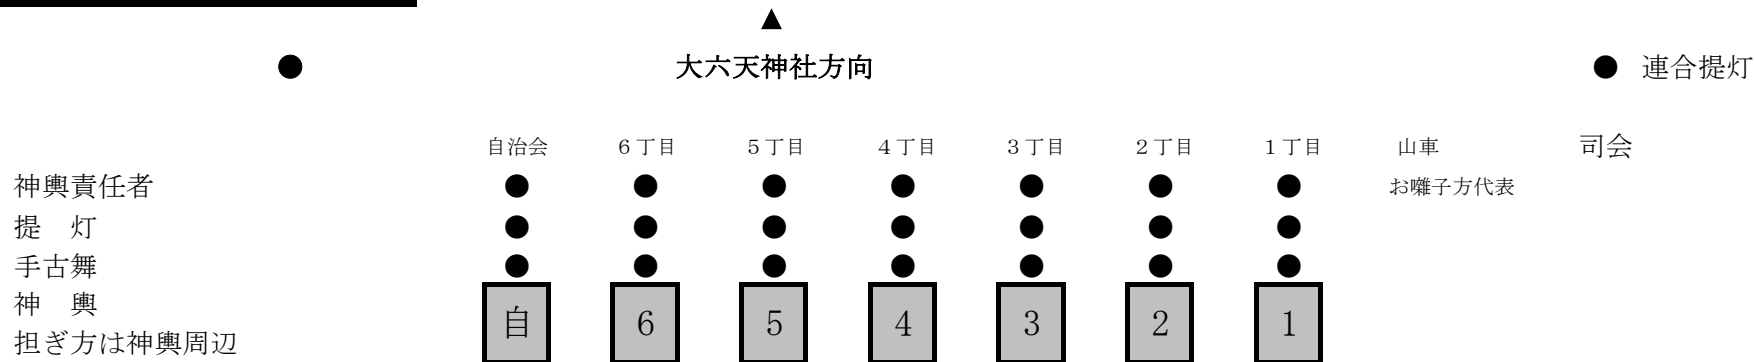 ▲
● 大六天神社方向 ● 連合提灯
自治会 ６丁目 ５丁目 ４丁目 ３丁目 ２丁目 １丁目 山車 司会
神輿責任者 ● ● ● ● ● ● ● お囃子方代表
提　灯 ● ● ● ● ● ● ●
手古舞 ● ● ● ● ● ● ●
神　輿
自 6 5 4 3 2 1
担ぎ方は神輿周辺